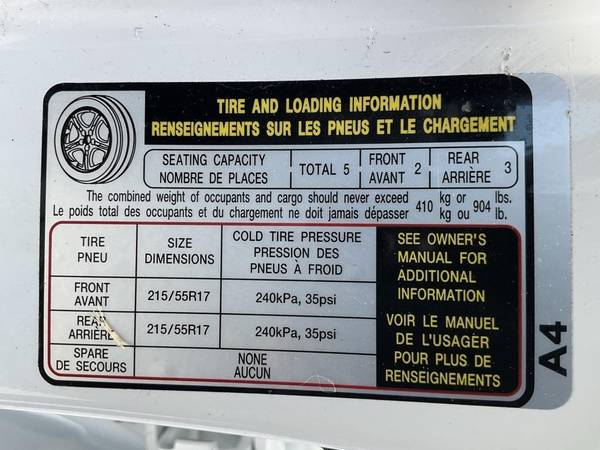 TIRE AND LOADING INFORMATION
RENSEIGNEMENTS SUR LES PNEUS ET LE CHARGEMENT
SEATING CAPACITY
NOMBRE DE PLACES
TOTAL 5
FRONT
AVANT 2
REAR
ARRIÈRE 3
The combined weight of occupants and cargo should never exceed 410 kg or 904 lbs.
Le poids total des occupants et du chargement ne doit jamais dépasser kg ou lb.
TIRE
PNEU
SIZE
DIMENSIONS
COLD TIRE PRESSURE
PRESSION DES
PNEUS À FROID
FRONT
AVANT
215/55R17
240kPa, 35psi
REAR
ARRIÈRE
215/55R17
240kPa, 35psi
SPARE
DE SECOURS
NONE
AUCUN
SEE OWNER'S
MANUAL FOR
ADDITIONAL
INFORMATION
VOIR LE MANUEL
DE L'USAGER
POUR PLUS DE
RENSEIGNEMENTS
A4